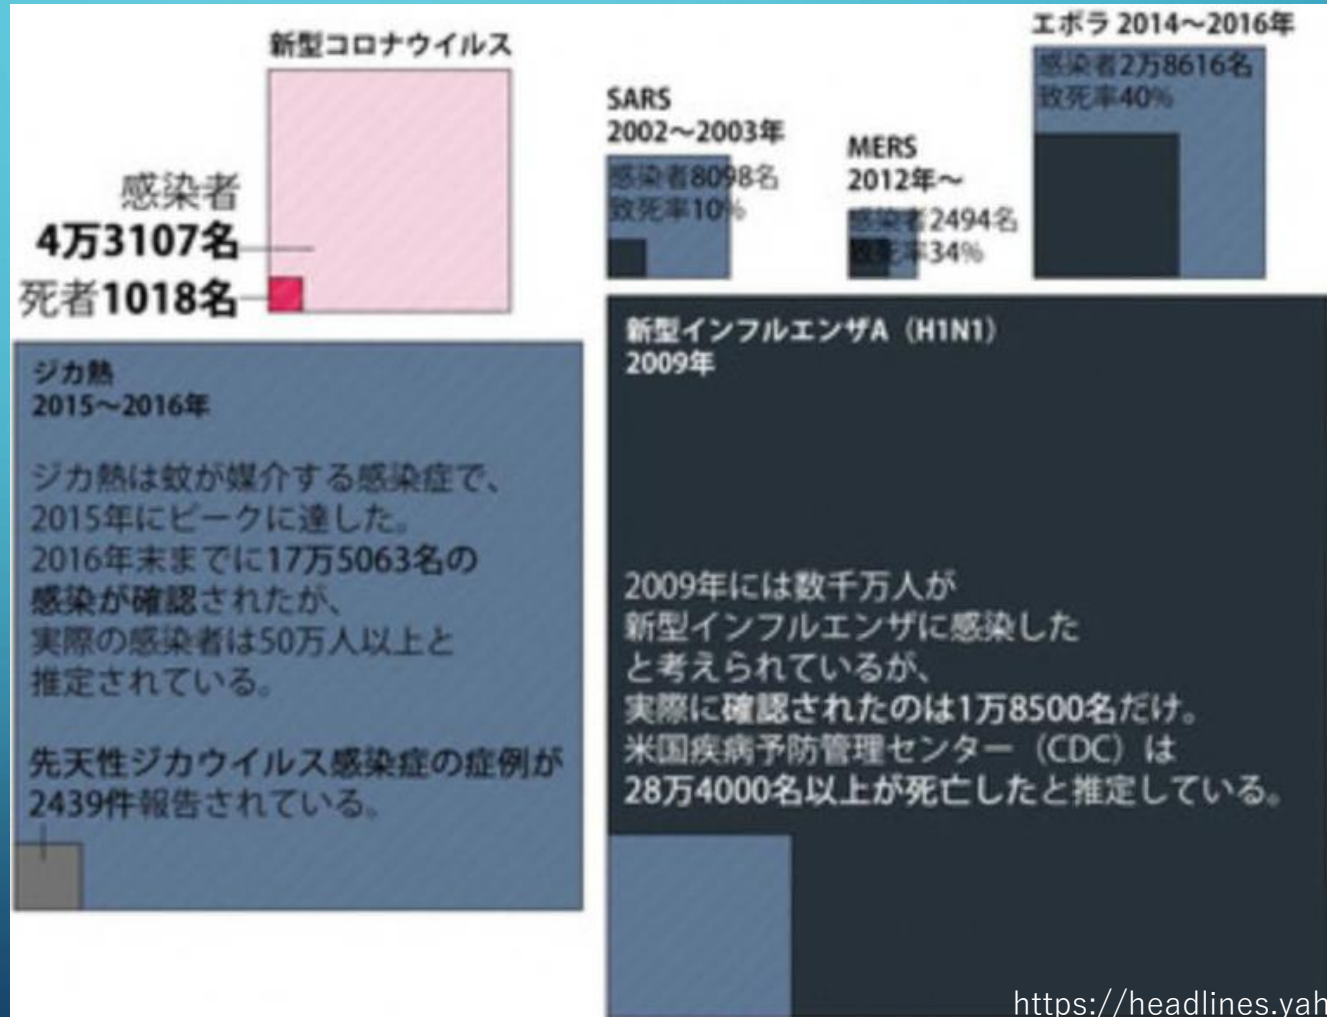 新型コロナウイルス
感染者
4万3107名
死者1018名
SARS
2002～2003年
感染者8098名
致死率10%
MERS
2012年～
感染者2494名
致死率34%
エボラ 2014～2016年
感染者2万8616名
致死率40%
ジカ熱
2015～2016年
ジカ熱は蚊が媒介する感染症で、
2015年にピークに達した。
2016年末までに17万5063名の
感染が確認されたが、
実際の感染者は50万人以上と
推定されている。
先天性ジカウイルス感染症の症例が
2439件報告されている。
新型インフルエンザA（H1N1）
2009年
2009年には数千万人が
新型インフルエンザに感染した
と考えられているが、
実際に確認されたのは1万8500名だけ。
米国疾病予防管理センター（CDC）は
28万4000名以上が死亡したと推定している。
https://headlines.yah